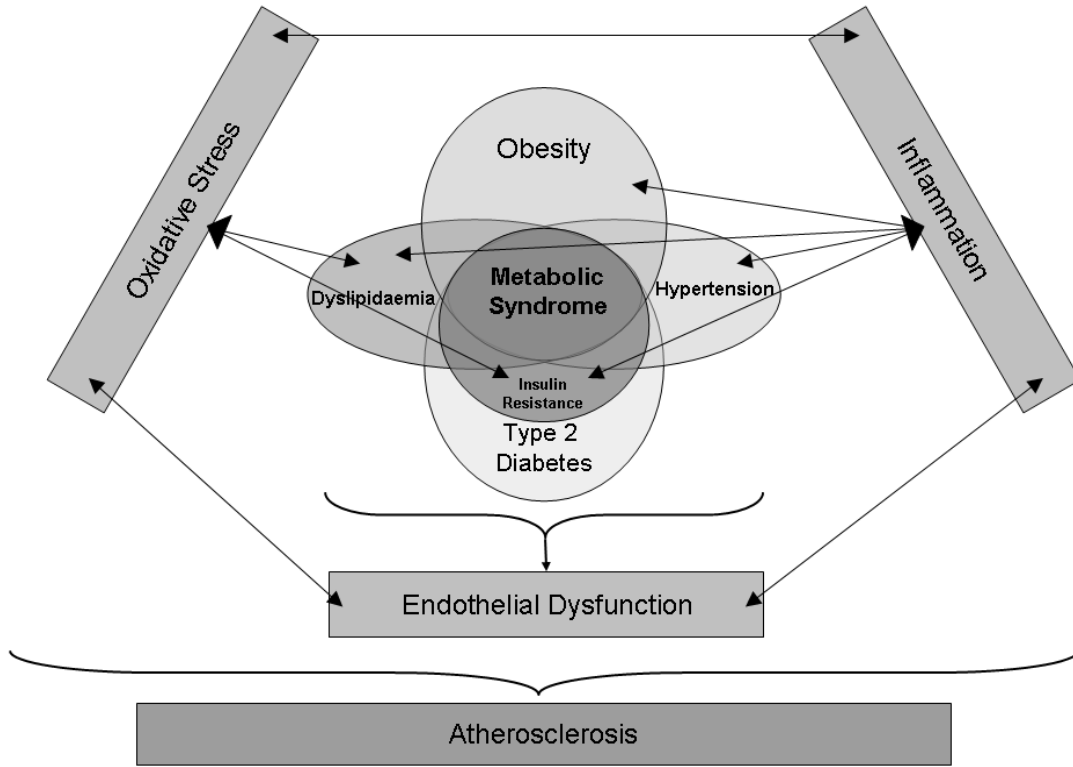 Oxidative Stress
Inflammation
Obesity
Dyslipidaemia
Metabolic
Syndrome
Hypertension
Insulin
Resistance
Type 2
Diabetes
Endothelial Dysfunction
Atherosclerosis